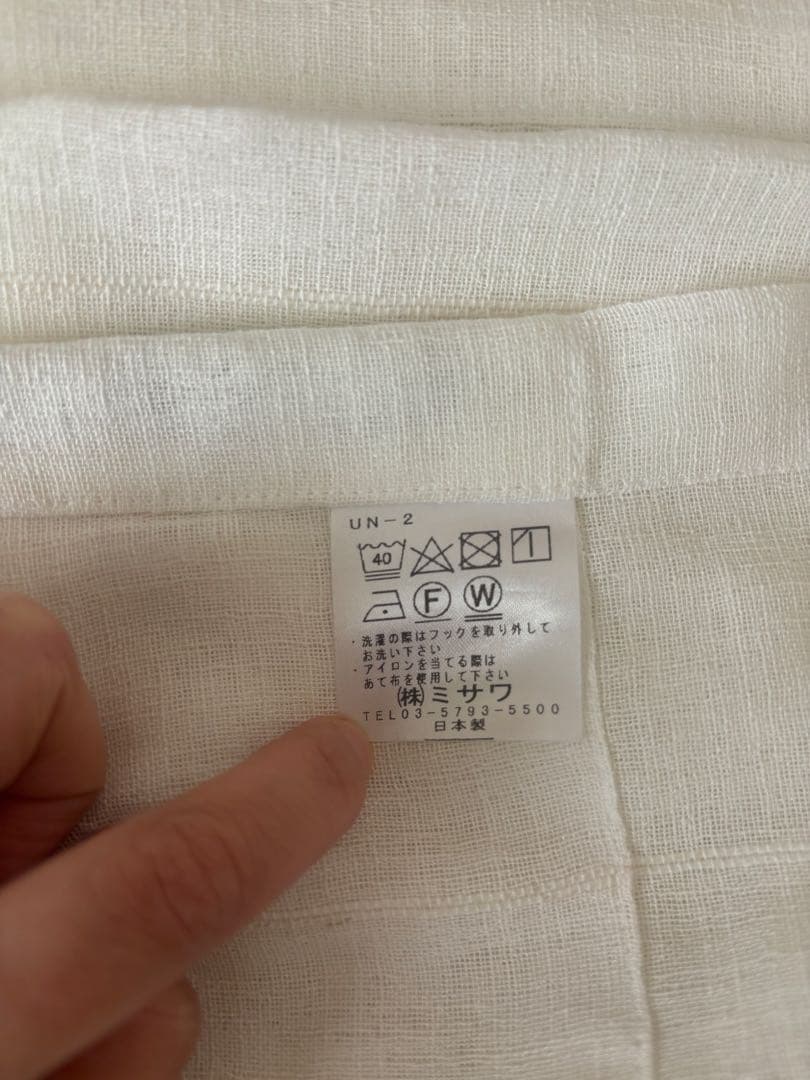 UN-2
40
F W
・洗濯の際はフックを取り外して
お洗い下さい
・アイロンを当てる際は
あて布を使用して下さい
㈱ミサワ
TEL03-5793-5500
日本製